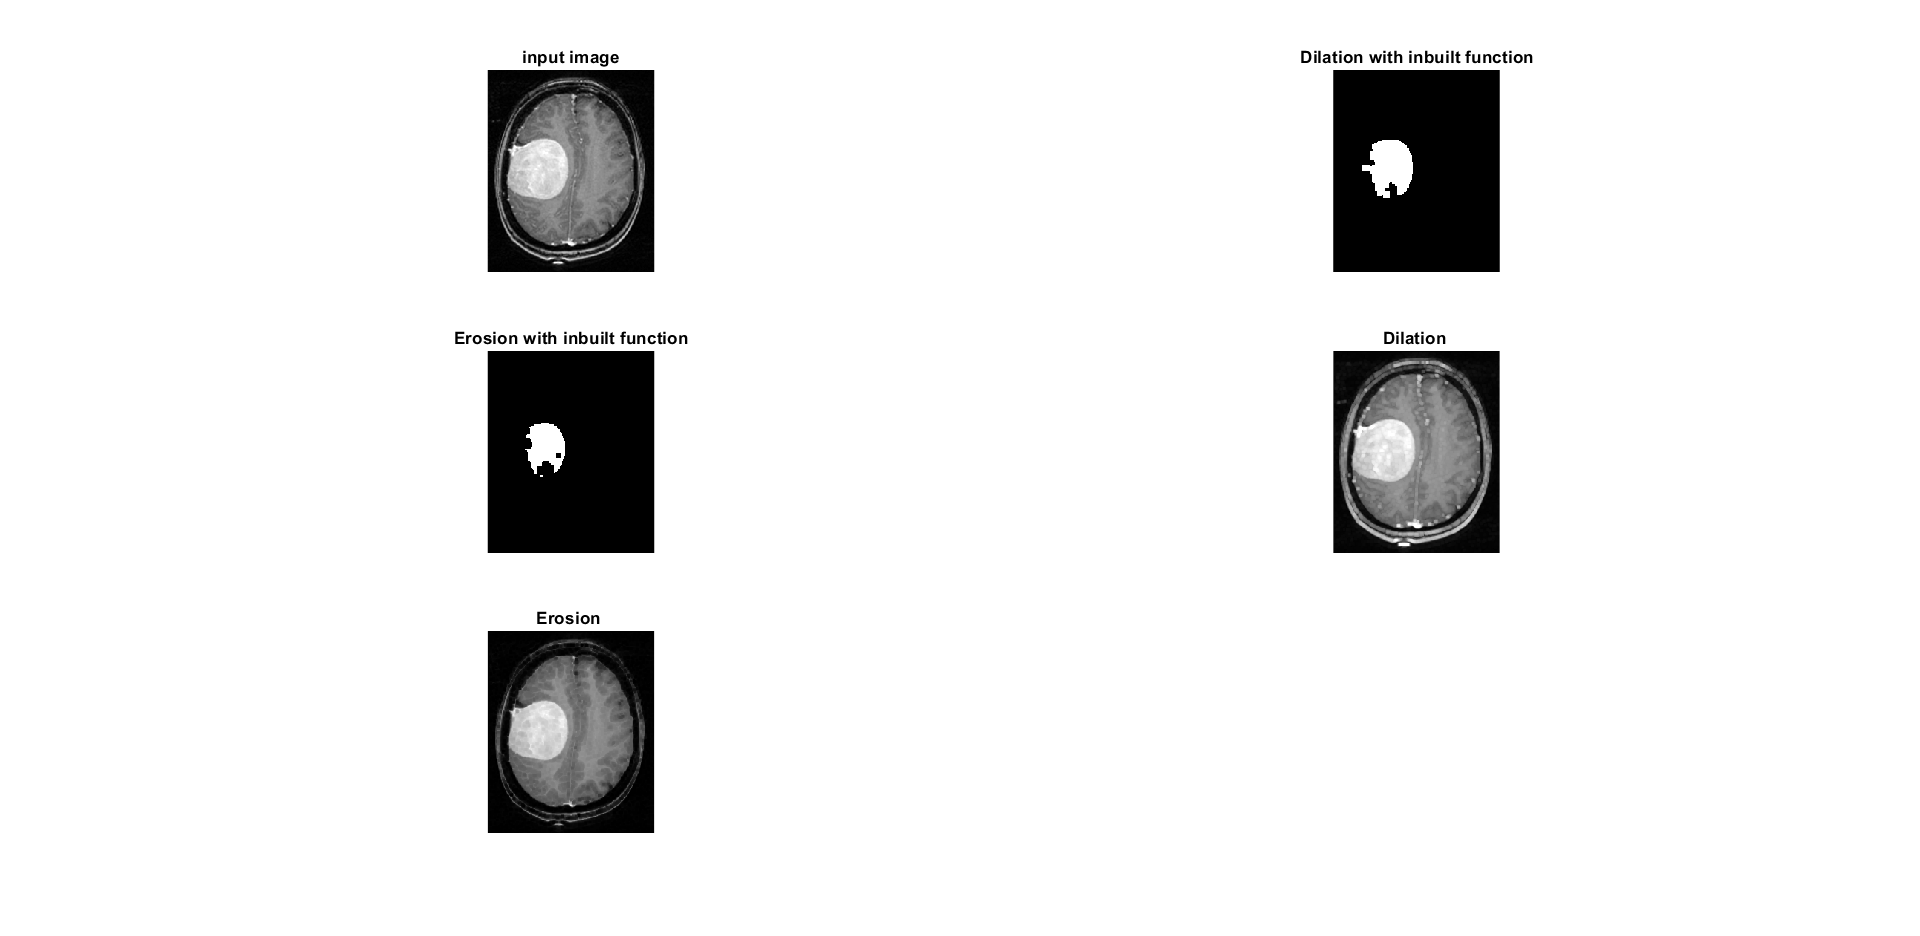 input image
Dilation with inbuilt function
Erosion with inbuilt function
Dilation
Erosion